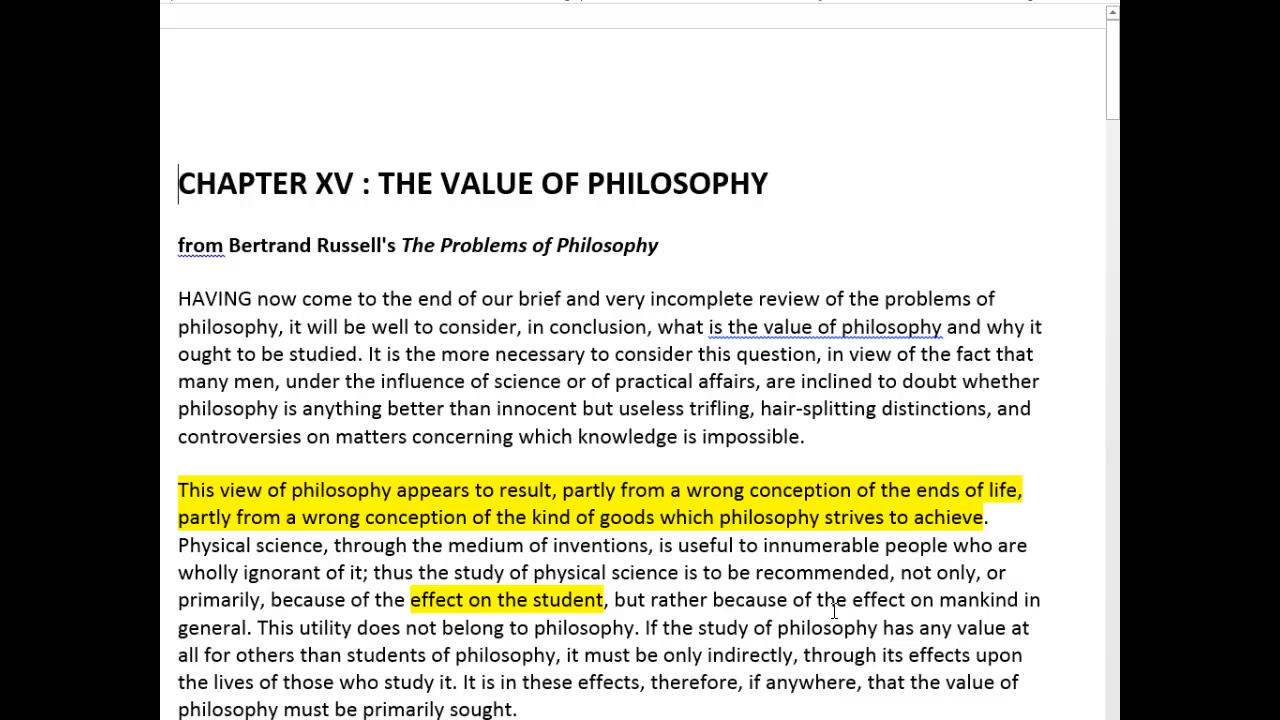 CHAPTER XV : THE VALUE OF PHILOSOPHY
from Bertrand Russell's The Problems of Philosophy
HAVING now come to the end of our brief and very incomplete review of the problems of
philosophy, it will be well to consider, in conclusion, what is the value of philosophy and why it
ought to be studied. It is the more necessary to consider this question, in view of the fact that
many men, under the influence of science or of practical affairs, are inclined to doubt whether
philosophy is anything better than innocent but useless trifling, hair-splitting distinctions, and
controversies on matters concerning which knowledge is impossible.
This view of philosophy appears to result, partly from a wrong conception of the ends of life,
partly from a wrong conception of the kind of goods which philosophy strives to achieve.
Physical science, through the medium of inventions, is useful to innumerable people who are
wholly ignorant of it; thus the study of physical science is to be recommended, not only, or
primarily, because of the effect on the student, but rather because of the effect on mankind in
general. This utility does not belong to philosophy. If the study of philosophy has any value at
all for others than students of philosophy, it must be only indirectly, through its effects upon
the lives of those who study it. It is in these effects, therefore, if anywhere, that the value of
philosophy must be primarily sought.